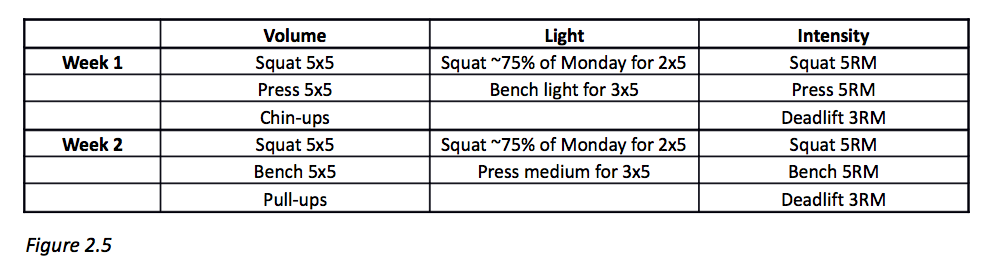 Volume Light Intensity
Week 1 Squat 5x5 Squat ~75% of Monday for 2x5 Squat 5RM
Press 5x5 Bench light for 3x5 Press 5RM
Chin-ups Deadlift 3RM
Week 2 Squat 5x5 Squat ~75% of Monday for 2x5 Squat 5RM
Bench 5x5 Press medium for 3x5 Bench 5RM
Pull-ups Deadlift 3RM
Figure 2.5